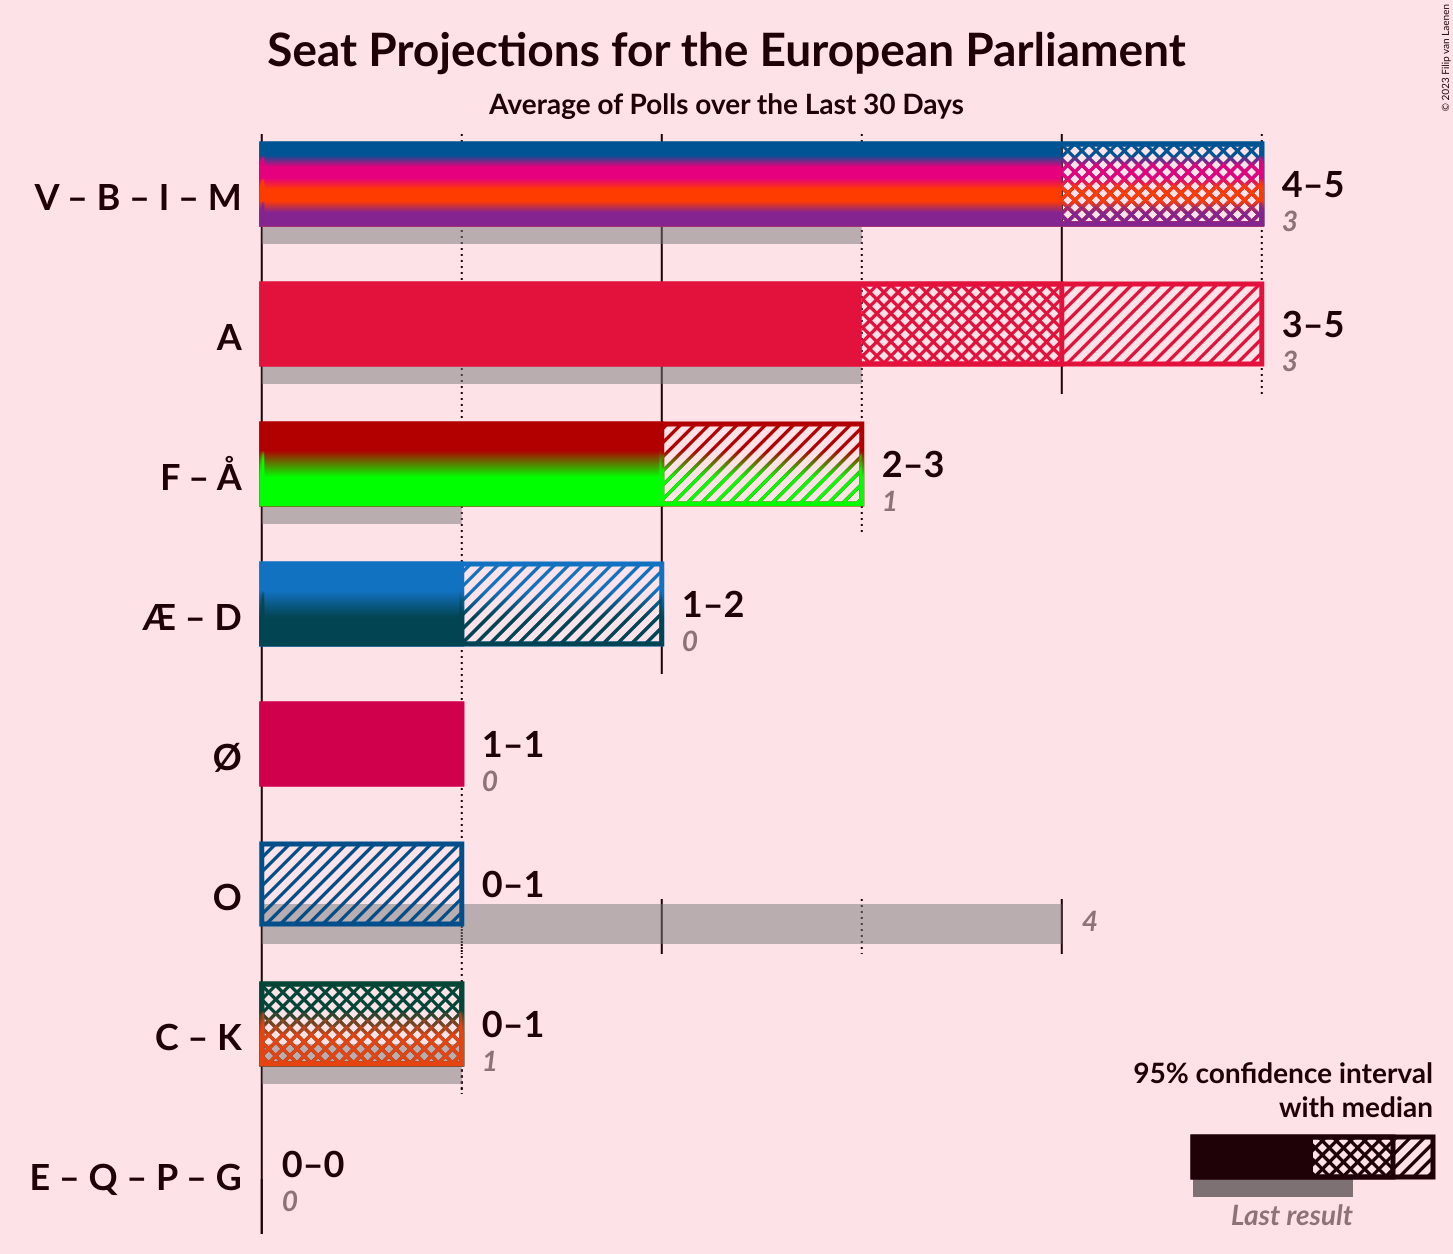 Seat Projections for the European Parliament
Average of Polls over the Last 30 Days
© 2023 Filip van Laenen
V – B – I – M
4–5
3
A
3–5
3
F – Å
2–3
1
Æ – D
1–2
0
Ø
1–1
0
O
0–1
4
C – K
0–1
1
E – Q – P – G
0–0
0
95% confidence interval
with median
Last result